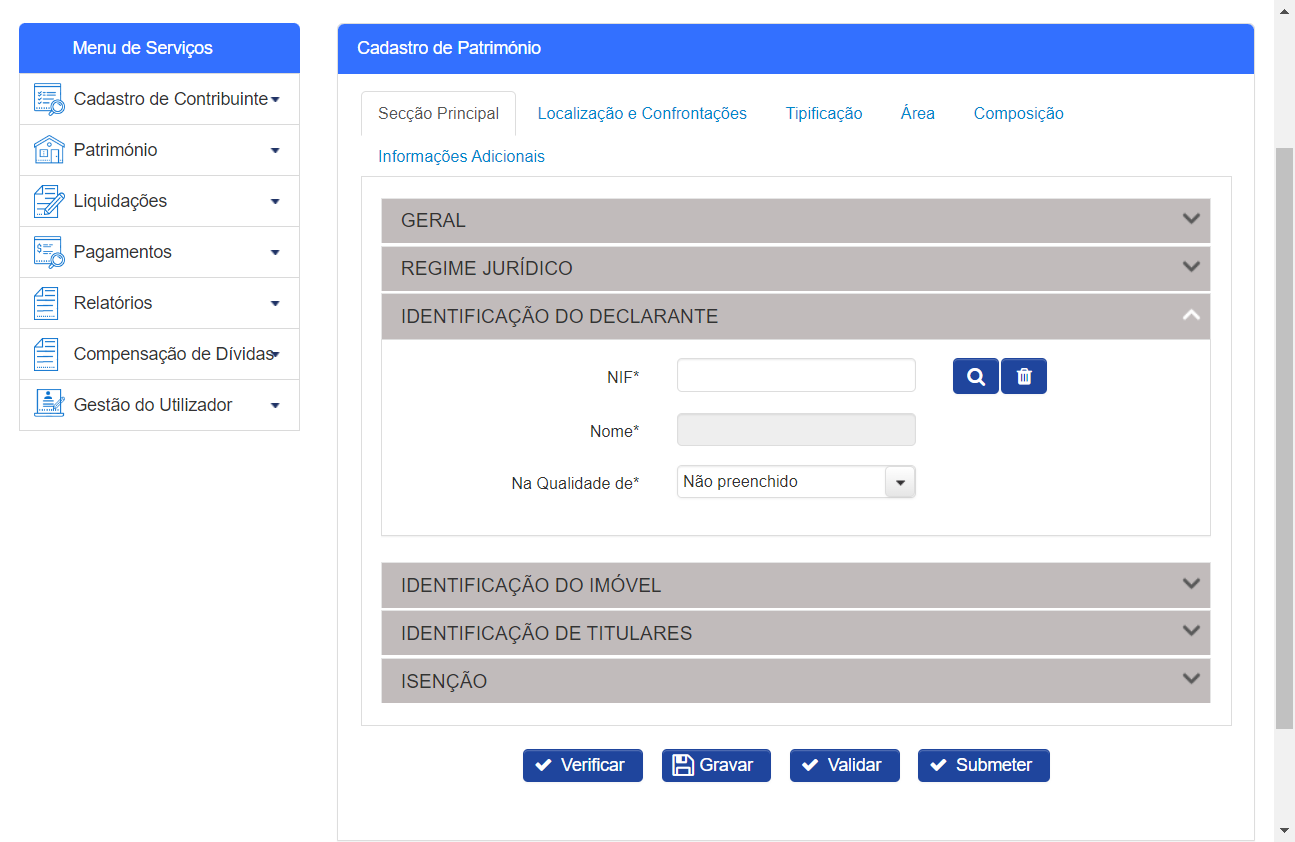 Menu de Serviços
Cadastro de Contribuinte
Património
Liquidações
Pagamentos
Relatórios
Compensação de Dívidas
Gestão do Utilizador
Cadastro de Património
Secção Principal
Localização e Confrontações
Tipificação
Área
Composição
Informações Adicionais
GERAL
REGIME JURÍDICO
IDENTIFICAÇÃO DO DECLARANTE
NIF*
Nome*
Na Qualidade de*
Não preenchido
IDENTIFICAÇÃO DO IMÓVEL
IDENTIFICAÇÃO DE TITULARES
ISENÇÃO
Verificar
Gravar
Validar
Submeter